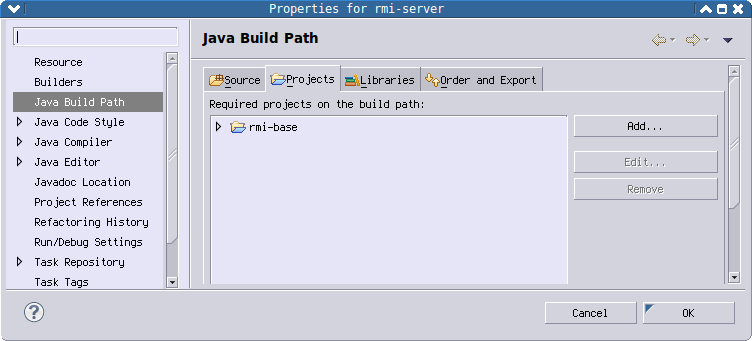 Properties for rmi-server
Java Build Path
Resource
Builders
Java Build Path
Java Code Style
Java Compiler
Java Editor
Javadoc Location
Project References
Refactoring History
Run/Debug Settings
Task Repository
Task Tags
Source Projects Libraries Order and Export
Required projects on the build path:
rmi-base
Add...
Edit...
Remove
?
Cancel OK